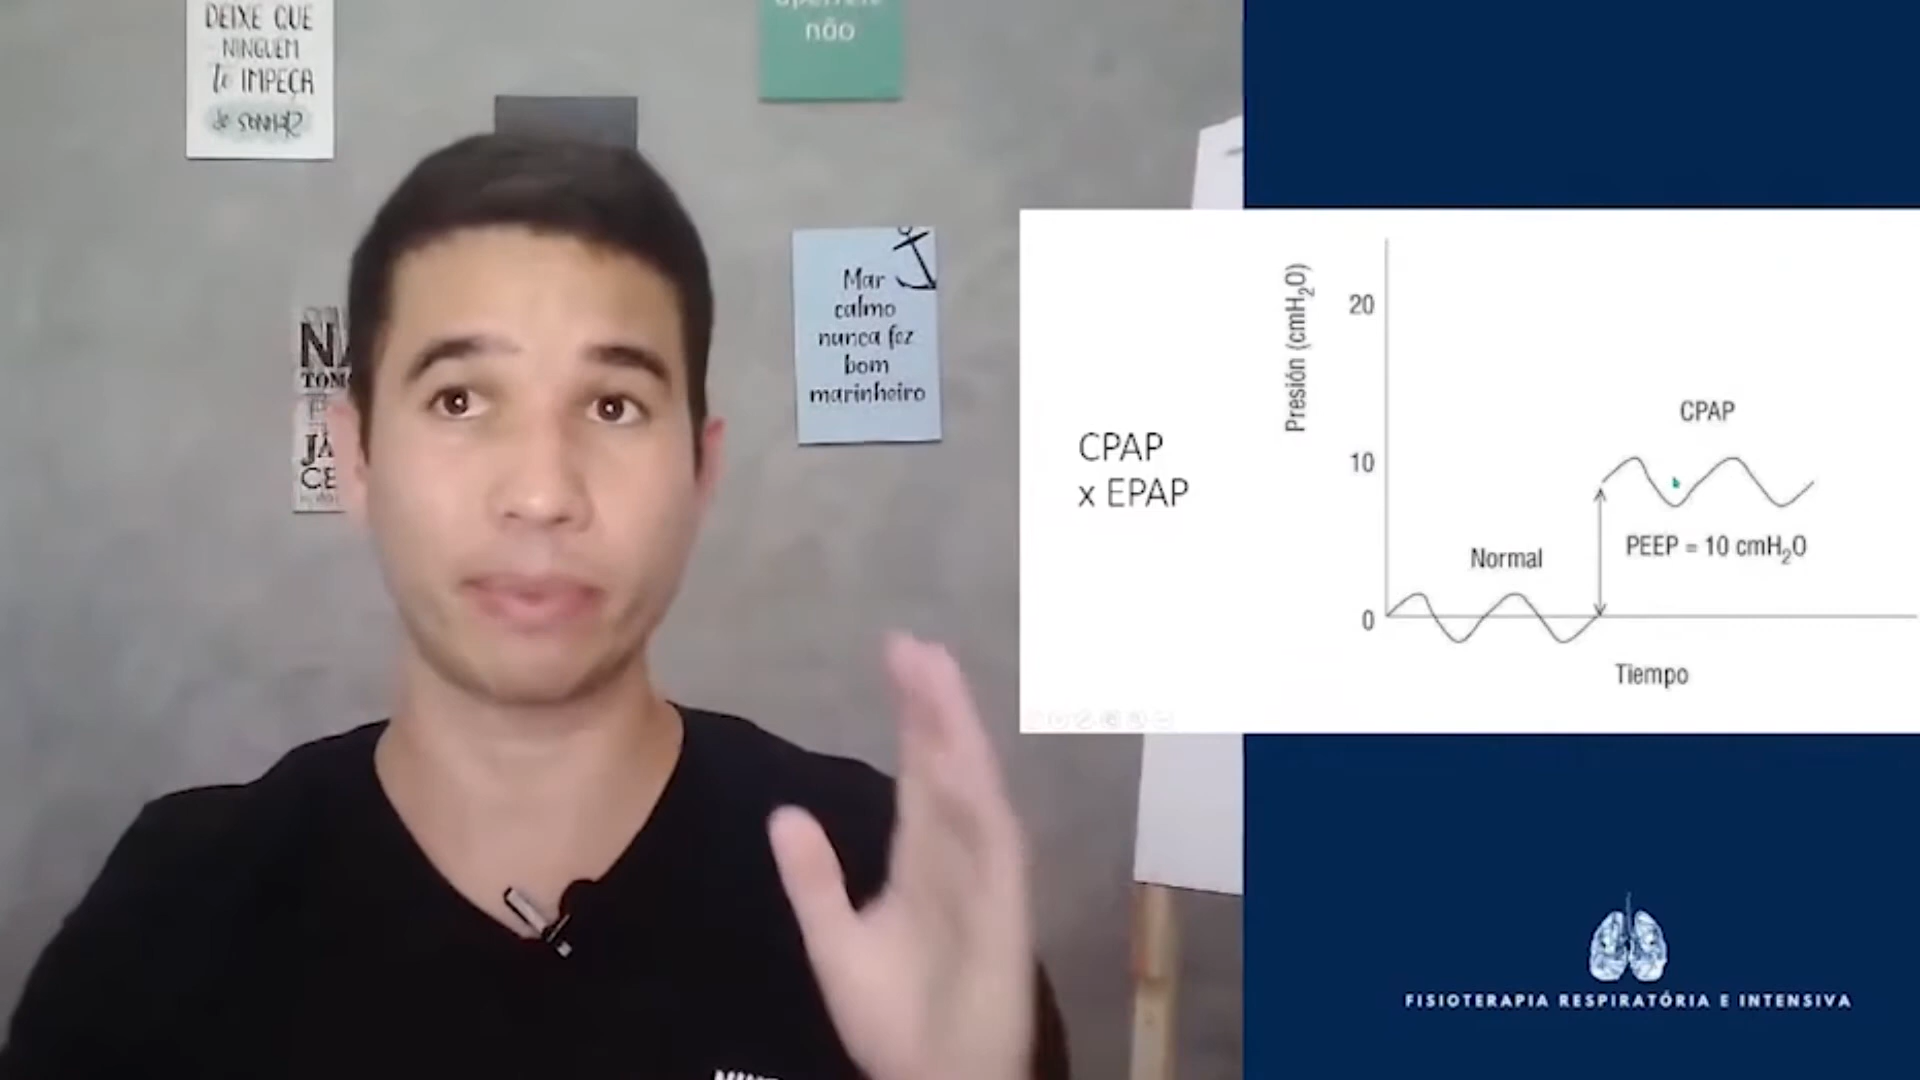 DEIXE QUE
NINGUÉM
te IMPEÇA
de SONHAR
não
Mar
calmo
nunca fez
bom
marinheiro
JÁ
CPAP
x EPAP
Presión (cmH₂O)
20
10
0
CPAP
PEEP = 10 cmH₂O
Normal
Tiempo
FISIOTERAPIA RESPIRATÓRIA E INTENSIVA